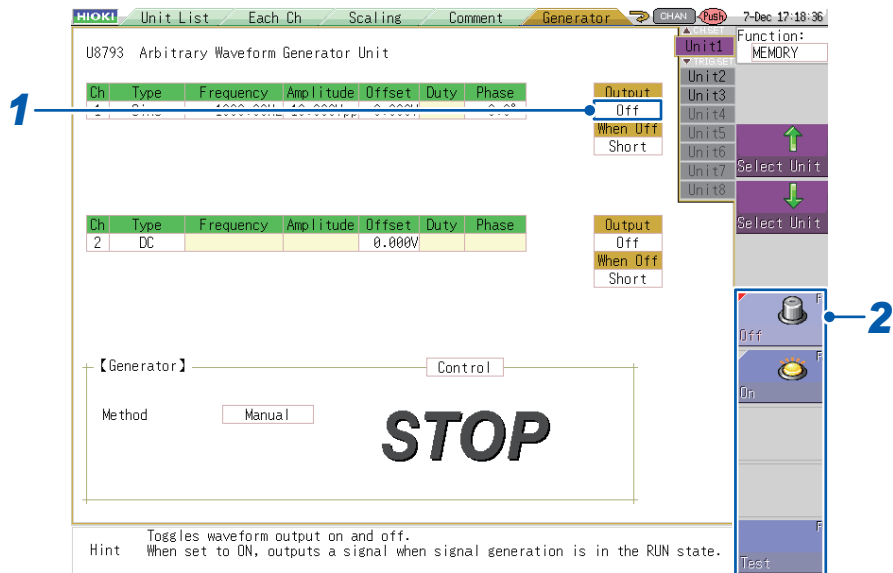 HIOKI Unit List Each Ch Scaling Comment Generator CHAN Push 7-Dec 17:18:36
U8793 Arbitrary Waveform Generator Unit
▲ CH.SET
Unit1
▼ TRIG.SET
Unit2
Unit3
Unit4
Unit5
Unit6
Unit7
Unit8
Function:
MEMORY
Select Unit
Select Unit
Ch Type Frequency Amplitude Offset Duty Phase
Output
1
Off
When Off
Short
1
Ch Type Frequency Amplitude Offset Duty Phase
2 DC 0.000V
Output
Off
When Off
Short
Off
On
Test
2
【Generator】
Control
Method Manual
STOP
Hint Toggles waveform output on and off.
When set to ON, outputs a signal when signal generation is in the RUN state.